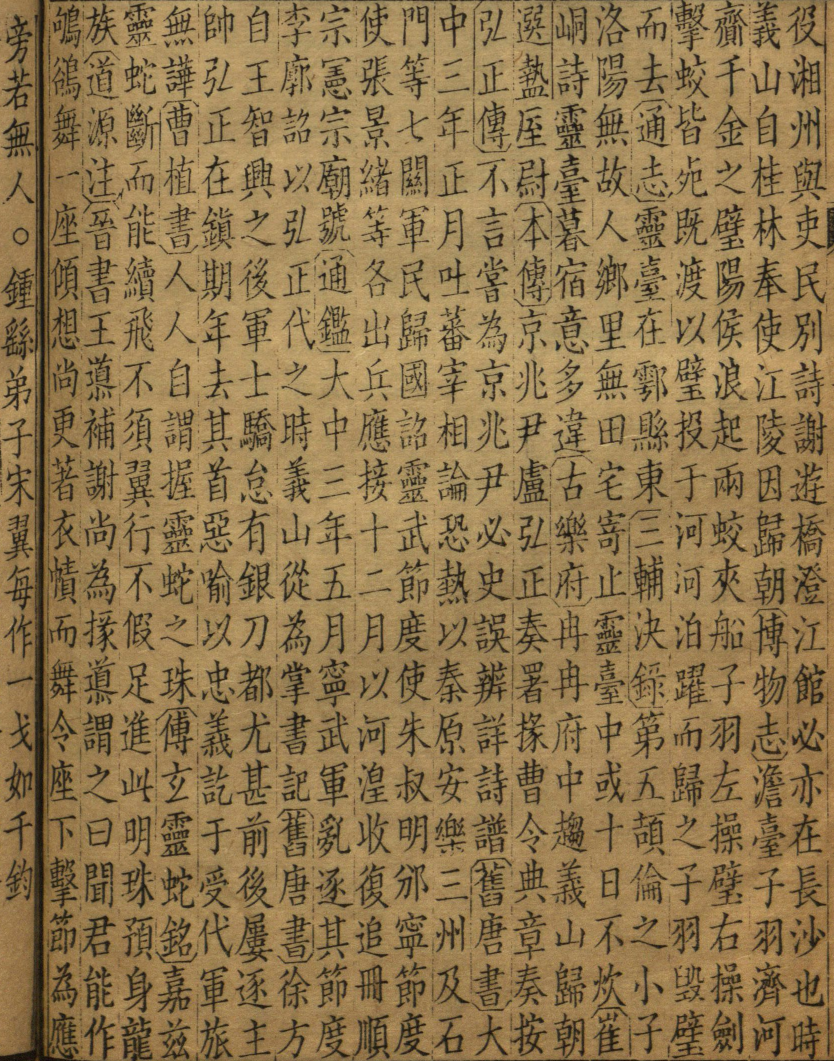 役湘州與吏民別詩謝遊橋澄江館必亦在長沙也時
義山自桂林奉使江陵因歸朝博物志澹臺子羽濟河
齎千金之璧陽侯浪起兩蛟夾船子羽左操璧右操劍
擊蛟皆死既渡以璧投于河河泊躍而歸之子羽毀璧
而去通志靈臺在鄠縣東三輔決錄第五頡倫之小子
洛陽無故人鄉里無田宅寄止靈臺中或十日不炊崔
峒詩靈臺暮宿意多違古樂府冉冉府中趨義山歸朝
選盩厔尉本傳京兆尹盧弘正奏署掾曹令典章奏按
弘正傳不言嘗為京兆尹必史誤辨詳詩譜舊唐書大
中三年正月吐蕃宰相論恐熱以秦原安樂三州及石
門等七關軍民歸國詔靈武節度使朱叔明邠寧節度
使張景緒等各出兵應接十二月以河湟收復追冊順
宗憲宗廟號通鑑大中三年五月寧武軍亂逐其節度
李廓詔以弘正代之時義山從為掌書記舊唐書徐方
自王智興之後軍士驕怠有銀刀都尤甚前後屢逐主
帥弘正在鎮期年去其首惡喻以忠義訖于受代軍旅
無譁曹植書人人自謂握靈蛇之珠傅玄靈蛇銘嘉兹
靈蛇斷而能續飛不須翼行不假足進此明珠預身龍
族道源注晉書王導補謝尚為掾導謂之曰聞君能作
鴝鵒舞一座傾想尚更著衣幘而舞令座下擊節為應
旁若無人○鍾繇弟子宋翼每作一戈如千鈞